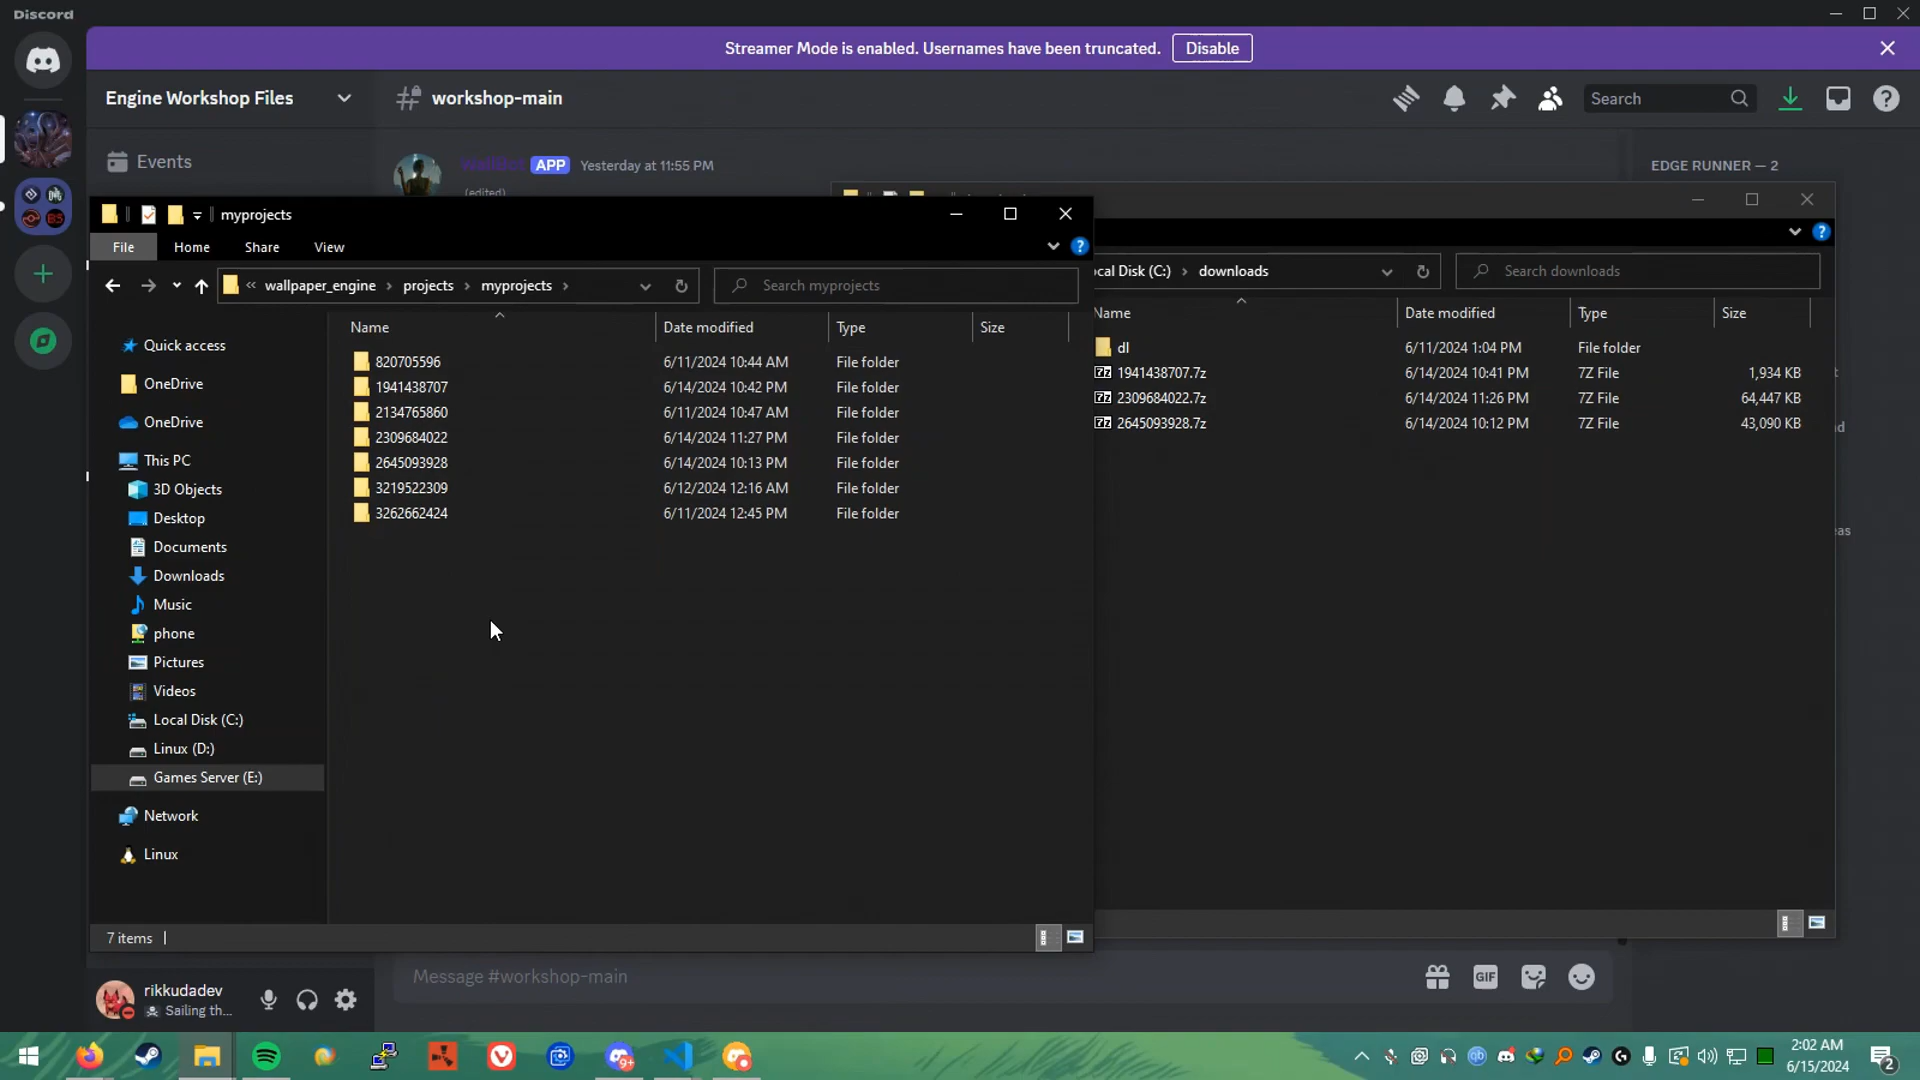 Discord
Streamer Mode is enabled. Usernames have been truncated. Disable
Engine Workshop Files
workshop-main
Search
Events
WallBot APP Yesterday at 11:55 PM
(edited)
EDGE RUNNER — 2
myprojects
File Home Share View
« wallpaper_engine › projects › myprojects ›
Search myprojects
Name Date modified Type Size
Quick access
OneDrive
OneDrive
This PC
3D Objects
Desktop
Documents
Downloads
Music
phone
Pictures
Videos
Local Disk (C:)
Linux (D:)
Games Server (E:)
Network
Linux
820705596 6/11/2024 10:44 AM File folder
1941438707 6/14/2024 10:42 PM File folder
2134765860 6/11/2024 10:47 AM File folder
2309684022 6/14/2024 11:27 PM File folder
2645093928 6/14/2024 10:13 PM File folder
3219522309 6/12/2024 12:16 AM File folder
3262662424 6/11/2024 12:45 PM File folder
7 items
ocal Disk (C:) › downloads
Search downloads
Name Date modified Type Size
dl 6/11/2024 1:04 PM File folder
1941438707.7z 6/14/2024 10:41 PM 7Z File 1,934 KB
2309684022.7z 6/14/2024 11:26 PM 7Z File 64,447 KB
2645093928.7z 6/14/2024 10:12 PM 7Z File 43,090 KB
Message #workshop-main
GIF
rikkudadev
Sailing th...
9+
2:02 AM
6/15/2024
2